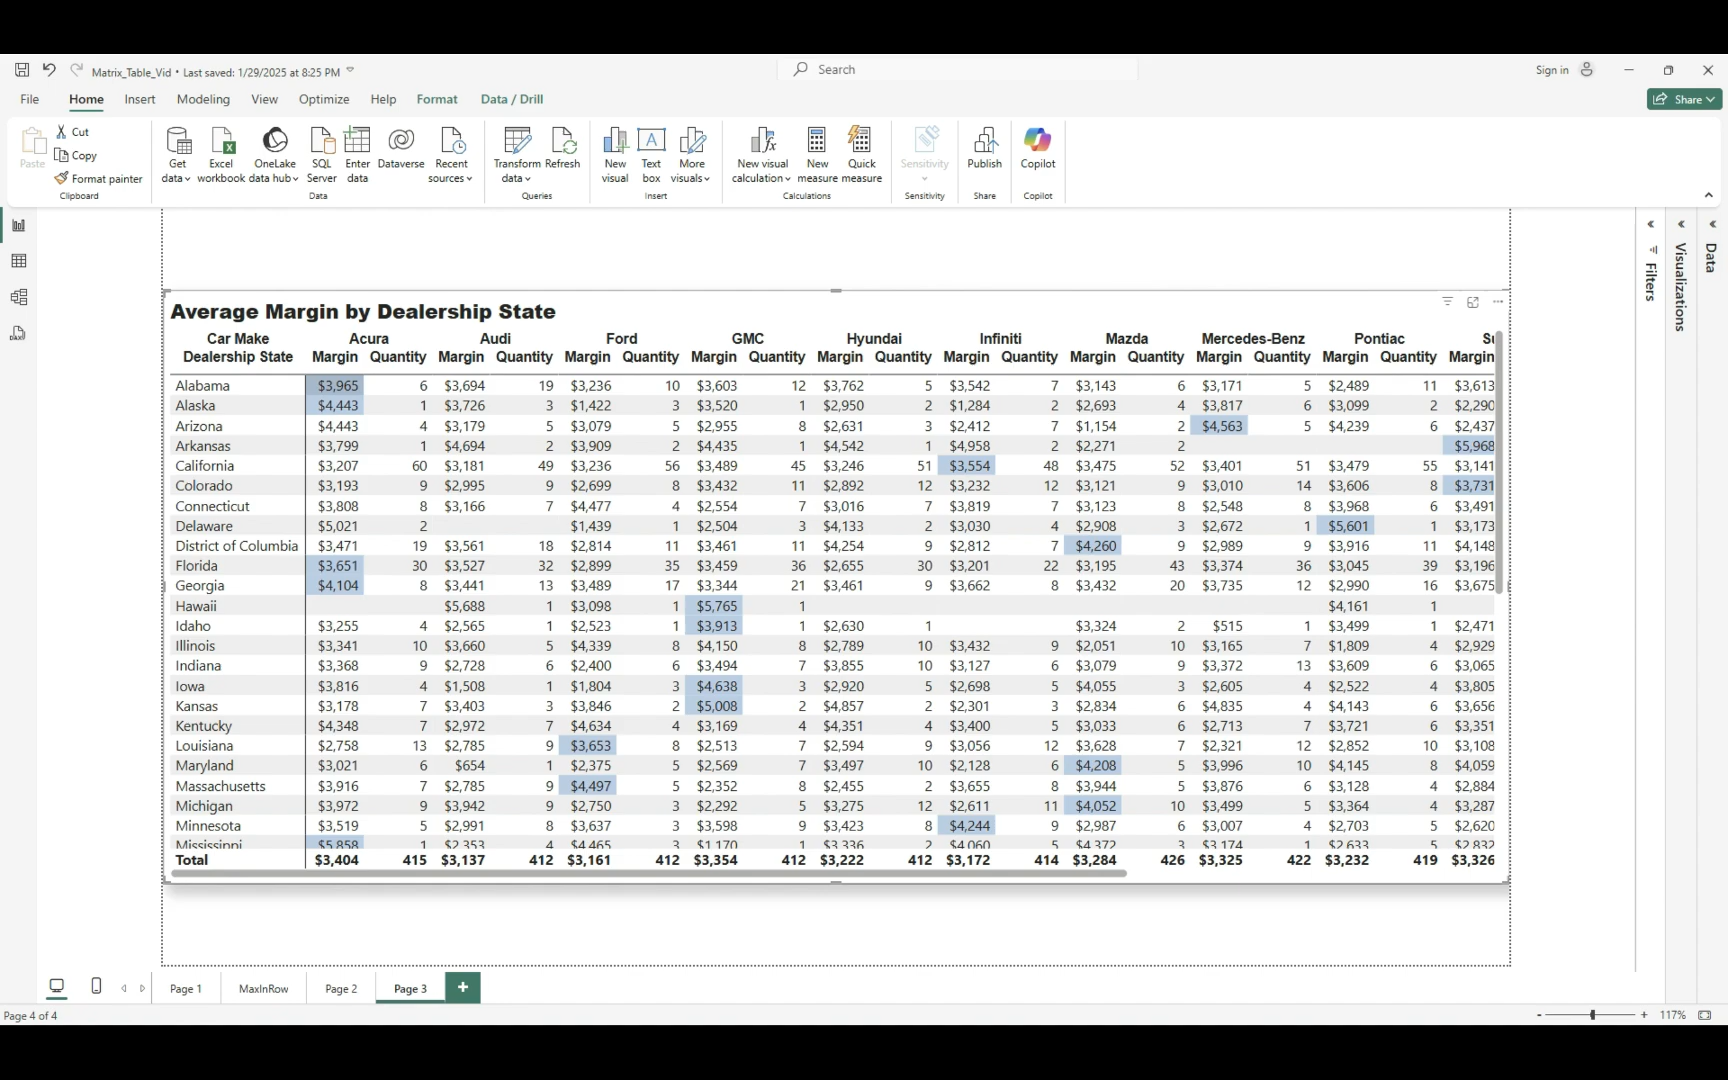 Matrix_Table_Vid • Last saved: 1/29/2025 at 8:25 PM
Search
Sign in
File Home Insert Modeling View Optimize Help Format Data / Drill
Share
Paste
Cut
Copy
Format painter
Clipboard
Get data
Excel workbook
OneLake data hub
SQL Server
Enter data
Dataverse
Recent sources
Data
Transform data
Refresh
Queries
New visual
Text box
More visuals
Insert
New visual calculation
New measure
Quick measure
Calculations
Sensitivity
Sensitivity
Publish
Share
Copilot
Copilot
Filters
Visualizations
Data
Average Margin by Dealership State
Car Make Acura Audi Ford GMC Hyundai Infiniti Mazda Mercedes-Benz Pontiac
Dealership State Margin Quantity Margin Quantity Margin Quantity Margin Quantity Margin Quantity Margin Quantity Margin Quantity Margin Quantity Margin Quantity Margin
Alabama $3,965 6 $3,694 19 $3,236 10 $3,603 12 $3,762 5 $3,542 7 $3,143 6 $3,171 5 $2,489 11 $3,613
Alaska $4,443 1 $3,726 3 $1,422 3 $3,520 1 $2,950 2 $1,284 2 $2,693 4 $3,817 6 $3,099 2 $2,290
Arizona $4,443 4 $3,179 5 $3,079 5 $2,955 8 $2,631 3 $2,412 7 $1,154 2 $4,563 5 $4,239 6 $2,437
Arkansas $3,799 1 $4,694 2 $3,909 2 $4,435 1 $4,542 1 $4,958 2 $2,271 2 $5,968
California $3,207 60 $3,181 49 $3,236 56 $3,489 45 $3,246 51 $3,554 48 $3,475 52 $3,401 51 $3,479 55 $3,141
Colorado $3,193 9 $2,995 9 $2,699 8 $3,432 11 $2,892 12 $3,232 12 $3,121 9 $3,010 14 $3,606 8 $3,731
Connecticut $3,808 8 $3,166 7 $4,477 4 $2,554 7 $3,016 7 $3,819 7 $3,123 8 $2,548 8 $3,968 6 $3,491
Delaware $5,021 2 $1,439 1 $2,504 3 $4,133 2 $3,030 4 $2,908 3 $2,672 1 $5,601 1 $3,173
District of Columbia $3,471 19 $3,561 18 $2,814 11 $3,461 11 $4,254 9 $2,812 7 $4,260 9 $2,989 9 $3,916 11 $4,148
Florida $3,651 30 $3,527 32 $2,899 35 $3,459 36 $2,655 30 $3,201 22 $3,195 43 $3,374 36 $3,045 39 $3,196
Georgia $4,104 8 $3,441 13 $3,489 17 $3,344 21 $3,461 9 $3,662 8 $3,432 20 $3,735 12 $2,990 16 $3,675
Hawaii $5,688 1 $3,098 1 $5,765 1 $4,161 1
Idaho $3,255 4 $2,565 1 $2,523 1 $3,913 1 $2,630 1 $3,324 2 $515 1 $3,499 1 $2,471
Illinois $3,341 10 $3,660 5 $4,339 8 $4,150 8 $2,789 10 $3,432 9 $2,051 10 $3,165 7 $1,809 4 $2,929
Indiana $3,368 9 $2,728 6 $2,400 6 $3,494 7 $3,855 10 $3,127 6 $3,079 9 $3,372 13 $3,609 6 $3,065
Iowa $3,816 4 $1,508 1 $1,804 3 $4,638 3 $2,920 5 $2,698 5 $4,055 3 $2,605 4 $2,522 4 $3,805
Kansas $3,178 7 $3,403 3 $3,846 2 $5,008 2 $4,857 2 $2,301 3 $2,834 6 $4,835 4 $4,143 6 $3,656
Kentucky $4,348 7 $2,972 7 $4,634 4 $3,169 4 $4,351 4 $3,400 5 $3,033 6 $2,713 7 $3,721 6 $3,351
Louisiana $2,758 13 $2,785 9 $3,653 8 $2,513 7 $2,594 9 $3,056 12 $3,628 7 $2,321 12 $2,852 10 $3,108
Maryland $3,021 6 $654 1 $2,375 5 $2,569 7 $3,497 10 $2,128 6 $4,208 5 $3,996 10 $4,145 8 $4,059
Massachusetts $3,916 7 $2,785 9 $4,497 5 $2,352 8 $2,455 2 $3,655 8 $3,944 5 $3,876 6 $3,128 4 $2,884
Michigan $3,972 9 $3,942 9 $2,750 3 $2,292 5 $3,275 12 $2,611 11 $4,052 10 $3,499 5 $3,364 4 $3,287
Minnesota $3,519 5 $2,991 8 $3,637 3 $3,598 9 $3,423 8 $4,244 9 $2,987 6 $3,007 4 $2,703 5 $2,620
Mississippi $5,858 1 $2,353 4 $4,465 3 $1,170 1 $3,336 2 $4,060 5 $4,372 3 $3,174 1 $2,633 5 $2,832
Total $3,404 415 $3,137 412 $3,161 412 $3,354 412 $3,222 412 $3,172 414 $3,284 426 $3,325 422 $3,232 419 $3,326
Page 1 MaxInRow Page 2 Page 3 +
Page 4 of 4
- + 117%